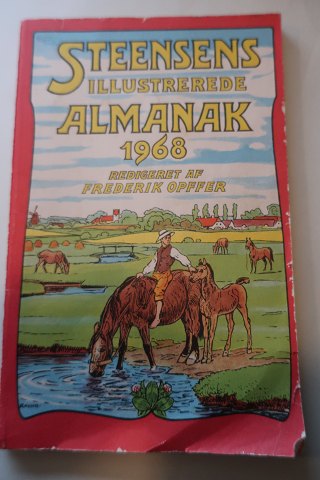 STEENSENS
ILLUSTREREDE
ALMANAK
1968
REDIGERET AF
FREDERIK OPFFER